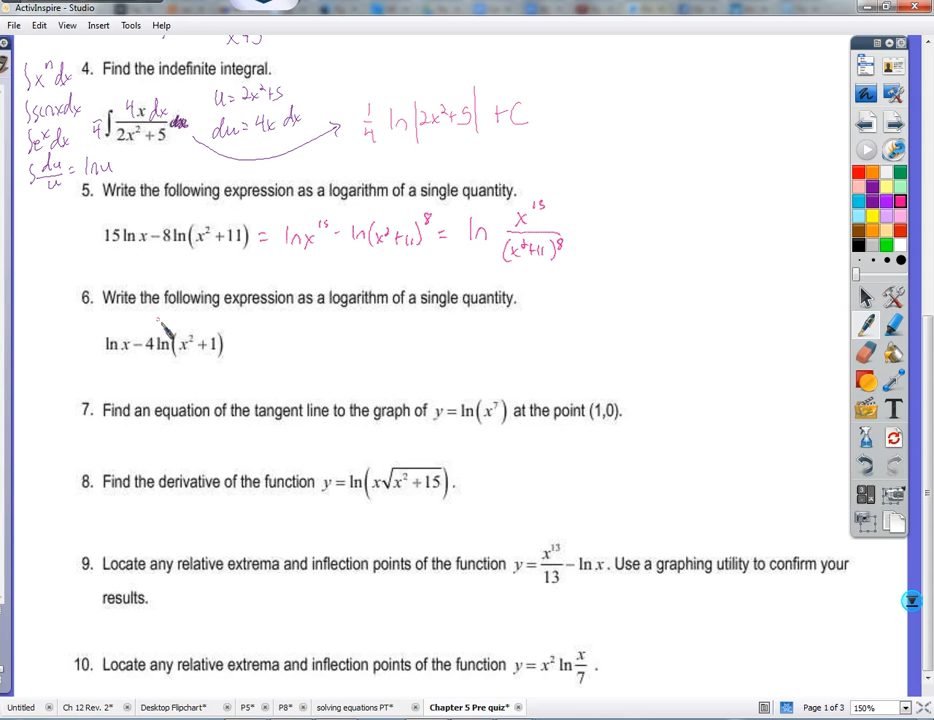 ActivInspire - Studio
File Edit View Insert Tools Help
x+5
∫xⁿdx
4. Find the indefinite integral.
∫sinxdx
∫eˣdx
∫du/u = lnu
1/4 ∫ 4x dx / 2x² + 5 dx
u = 2x²+5
du = 4x dx
1/4 ln|2x²+5| + C
5. Write the following expression as a logarithm of a single quantity.
15 ln x − 8 ln(x² + 11) = lnx¹⁵ − ln(x²+11)⁸ = ln x¹⁵/(x²+11)⁸
6. Write the following expression as a logarithm of a single quantity.
ln x − 4 ln(x² + 1)
7. Find an equation of the tangent line to the graph of y = ln(x⁷) at the point (1,0).
8. Find the derivative of the function y = ln(x√(x² + 15)).
9. Locate any relative extrema and inflection points of the function y = x¹³/13 − ln x. Use a graphing utility to confirm your
results.
10. Locate any relative extrema and inflection points of the function y = x² ln x/7 .
Untitled Ch 12 Rev. 2* Desktop Flipchart* P5* P8* solving equations PT* Chapter 5 Pre quiz* Page 1 of 3 150%